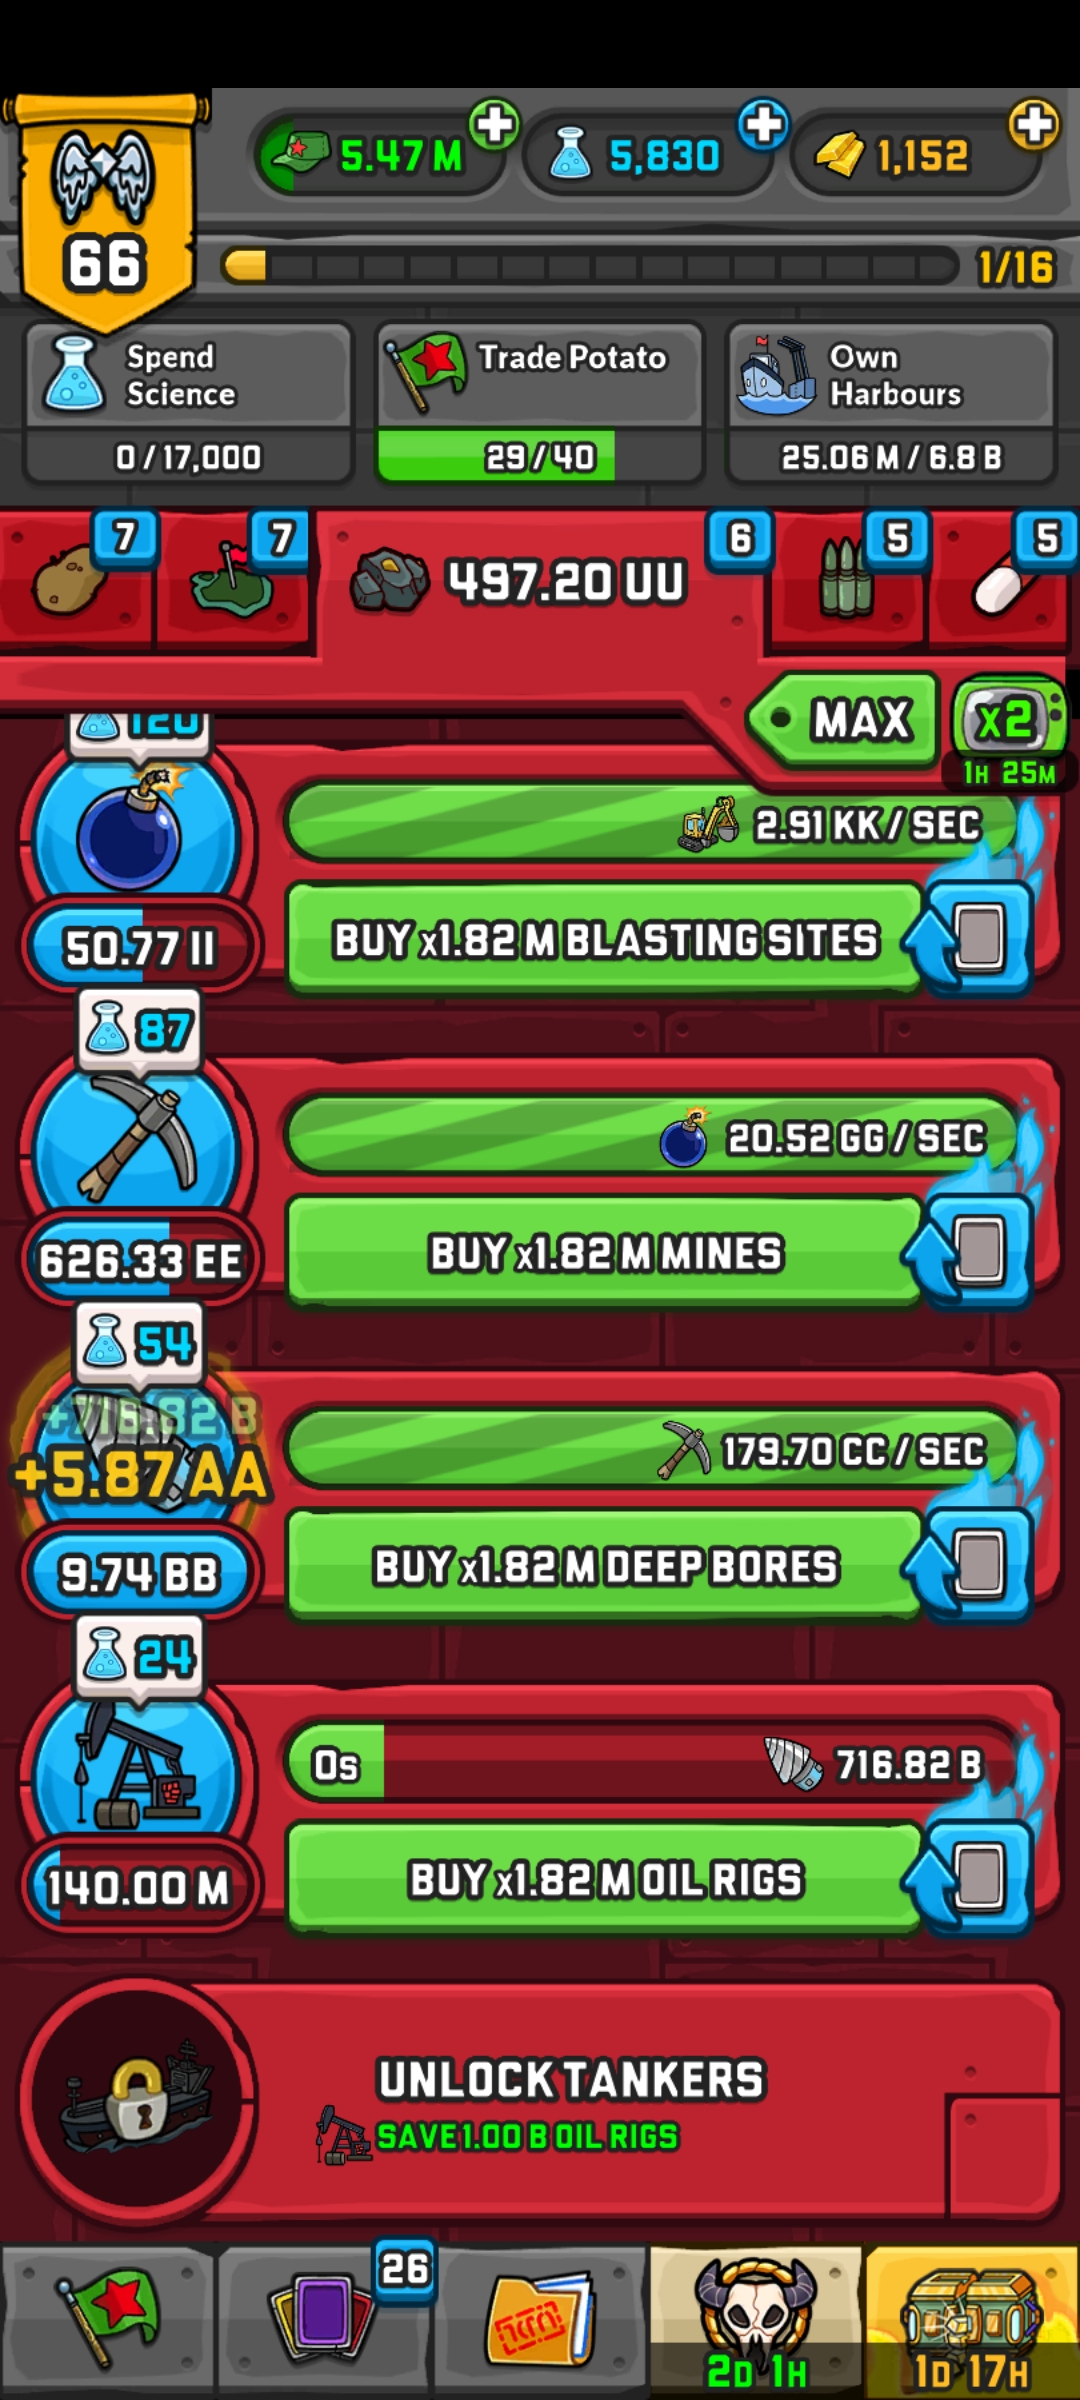 5.47 M
5,830
1,152
66
1/16
Spend
Science
0 / 17,000
Trade Potato
29 / 40
Own
Harbours
25.06 M / 6.8 B
7
7
497.20 UU
6
5
5
MAX
x2
1H 25M
120
2.91 KK / SEC
BUY x1.82 M BLASTING SITES
50.77 II
87
20.52 GG / SEC
BUY x1.82 M MINES
626.33 EE
54
+716.82 B
+5.87 AA
179.70 CC / SEC
BUY x1.82 M DEEP BORES
9.74 BB
24
0s
716.82 B
BUY x1.82 M OIL RIGS
140.00 M
UNLOCK TANKERS
SAVE 1.00 B OIL RIGS
26
2D 1H
1D 17H